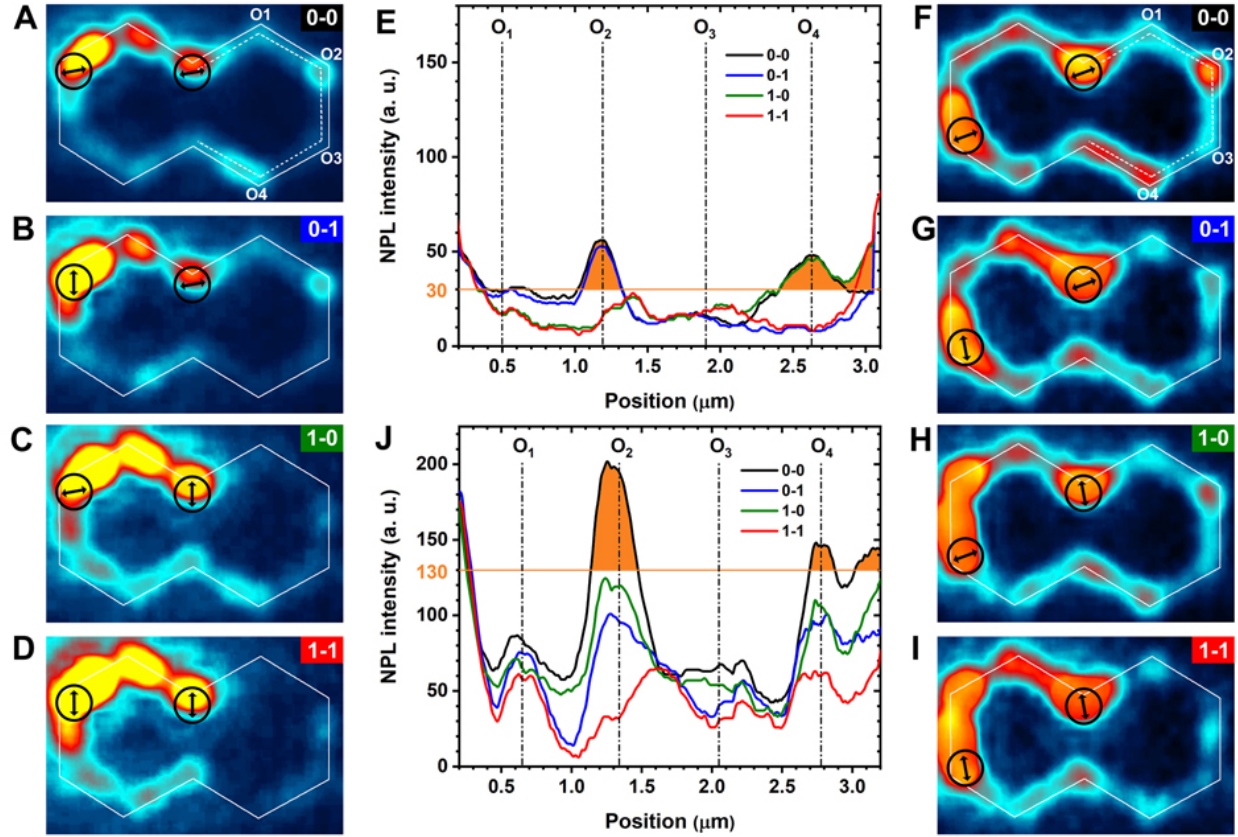 A
0-0
O1
O2
O3
O4
B
0-1
C
1-0
D
1-1
E
NPL intensity (a. u.)
150
100
50
30
0
O1 O2 O3 O4
0-0
0-1
1-0
1-1
0.5 1.0 1.5 2.0 2.5 3.0
Position (μm)
J
NPL intensity (a. u.)
200
150
130
100
50
0
O1 O2 O3 O4
0-0
0-1
1-0
1-1
0.5 1.0 1.5 2.0 2.5 3.0
Position (μm)
F
0-0
O1
O2
O3
O4
G
0-1
H
1-0
I
1-1